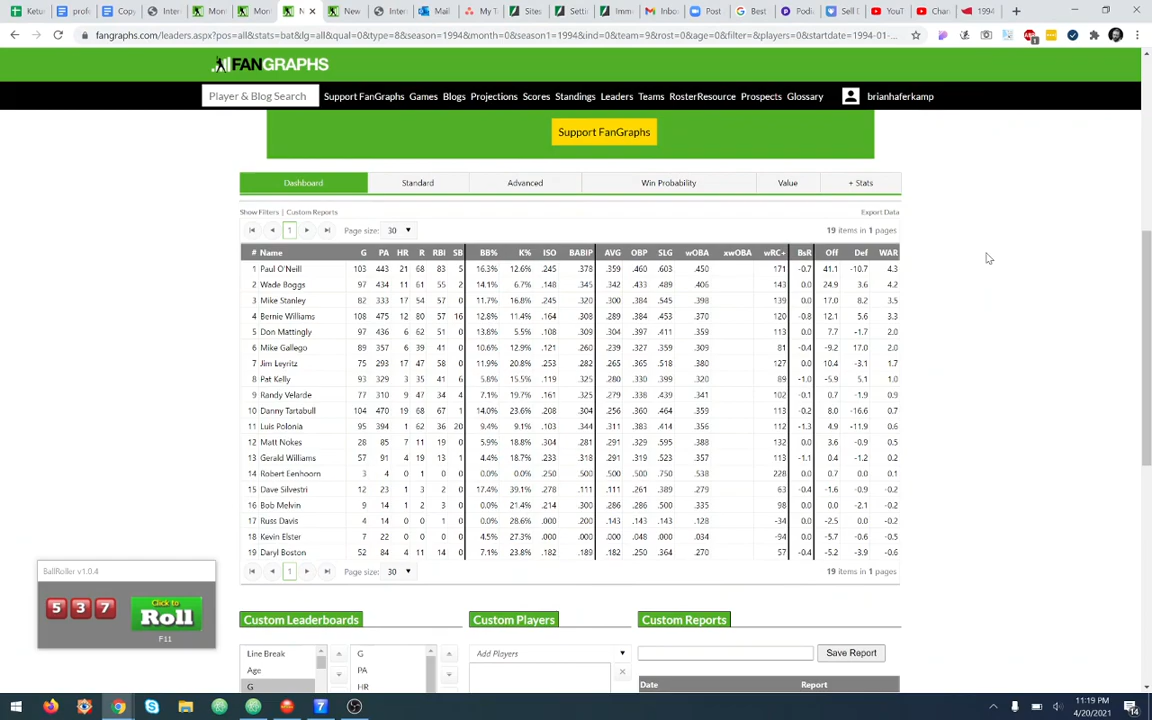 profi Copy Interr Mon Mon N New Interr Mail My Ta Sites Setti Imm Inbo Post Best Podi Sell D YouT Chan 1994
fangraphs.com/leaders.aspx?pos=all&stats=bat&lg=all&qual=0&type=8&season=1994&month=0&season1=1994&ind=0&team=9&rost=0&age=0&filter=&players=0&startdate=1994-01-...
FANGRAPHS
Player & Blog Search Support FanGraphs Games Blogs Projections Scores Standings Leaders Teams RosterResource Prospects Glossary brianhaferkamp
Support FanGraphs
Dashboard Standard Advanced Win Probability Value + Stats
Show Filters | Custom Reports Export Data
1 Page size: 30 19 items in 1 pages
# Name G PA HR R RBI SB BB% K% ISO BABIP AVG OBP SLG wOBA xwOBA wRC+ BsR Off Def WAR
1 Paul O'Neill 103 443 21 68 83 5 16.3% 12.6% .245 .378 .359 .460 .603 .450 171 -0.7 41.1 -10.7 4.3
2 Wade Boggs 97 434 11 61 55 2 14.1% 6.7% .148 .345 .342 .433 .489 .406 143 0.0 24.9 3.6 4.2
3 Mike Stanley 82 333 17 54 57 0 11.7% 16.8% .245 .320 .300 .384 .545 .398 139 0.0 17.0 8.2 3.5
4 Bernie Williams 108 475 12 80 57 16 12.8% 11.4% .164 .308 .289 .384 .453 .370 120 -0.8 12.1 5.6 3.3
5 Don Mattingly 97 436 6 62 51 0 13.8% 5.5% .108 .309 .304 .397 .411 .359 113 0.0 7.7 -1.7 2.0
6 Mike Gallego 89 357 6 39 41 0 10.6% 12.9% .121 .260 .239 .327 .359 .309 81 -0.4 -9.2 17.0 2.0
7 Jim Leyritz 75 293 17 47 58 0 11.9% 20.8% .253 .282 .265 .365 .518 .380 127 0.0 10.4 -3.1 1.7
8 Pat Kelly 93 329 3 35 41 6 5.8% 15.5% .119 .325 .280 .330 .399 .320 89 -1.0 -5.9 5.1 1.0
9 Randy Velarde 77 310 9 47 34 4 7.1% 19.7% .161 .325 .279 .338 .439 .341 102 -0.1 0.7 -1.9 0.9
10 Danny Tartabull 104 470 19 68 67 1 14.0% 23.6% .208 .304 .256 .360 .464 .359 113 -0.2 8.0 -16.6 0.7
11 Luis Polonia 95 394 1 62 36 20 9.4% 9.1% .103 .344 .311 .383 .414 .356 112 -1.3 4.9 -11.9 0.6
12 Matt Nokes 28 85 7 11 19 0 5.9% 18.8% .304 .281 .291 .329 .595 .388 132 0.0 3.6 -0.9 0.5
13 Gerald Williams 57 91 4 19 13 1 4.4% 18.7% .233 .318 .291 .319 .523 .357 113 -1.1 0.4 -1.2 0.2
14 Robert Eenhoorn 3 4 0 1 0 0 0.0% 0.0% .250 .500 .500 .500 .750 .538 228 0.0 0.7 0.0 0.1
15 Dave Silvestri 12 23 1 3 2 0 17.4% 39.1% .278 .111 .111 .261 .389 .279 63 -0.4 -1.6 -0.9 -0.2
16 Bob Melvin 9 14 1 2 3 0 0.0% 21.4% .214 .300 .286 .286 .500 .335 98 0.0 0.0 -2.1 -0.2
17 Russ Davis 4 14 0 0 1 0 0.0% 28.6% .000 .200 .143 .143 .143 .128 -34 0.0 -2.5 0.0 -0.2
18 Kevin Elster 7 22 0 0 0 0 4.5% 27.3% .000 .000 .000 .048 .000 .034 -94 0.0 -5.7 -0.6 -0.5
19 Daryl Boston 52 84 4 11 14 0 7.1% 23.8% .182 .189 .182 .250 .364 .270 57 -0.4 -5.2 -3.9 -0.6
1 Page size: 30 19 items in 1 pages
BallRoller v1.0.4
5 3 7 Click to
Roll
F11
Custom Leaderboards Custom Players Custom Reports
Line Break G Add Players Save Report
Age PA
G HR Date Report
11:19 PM
4/20/2021
14